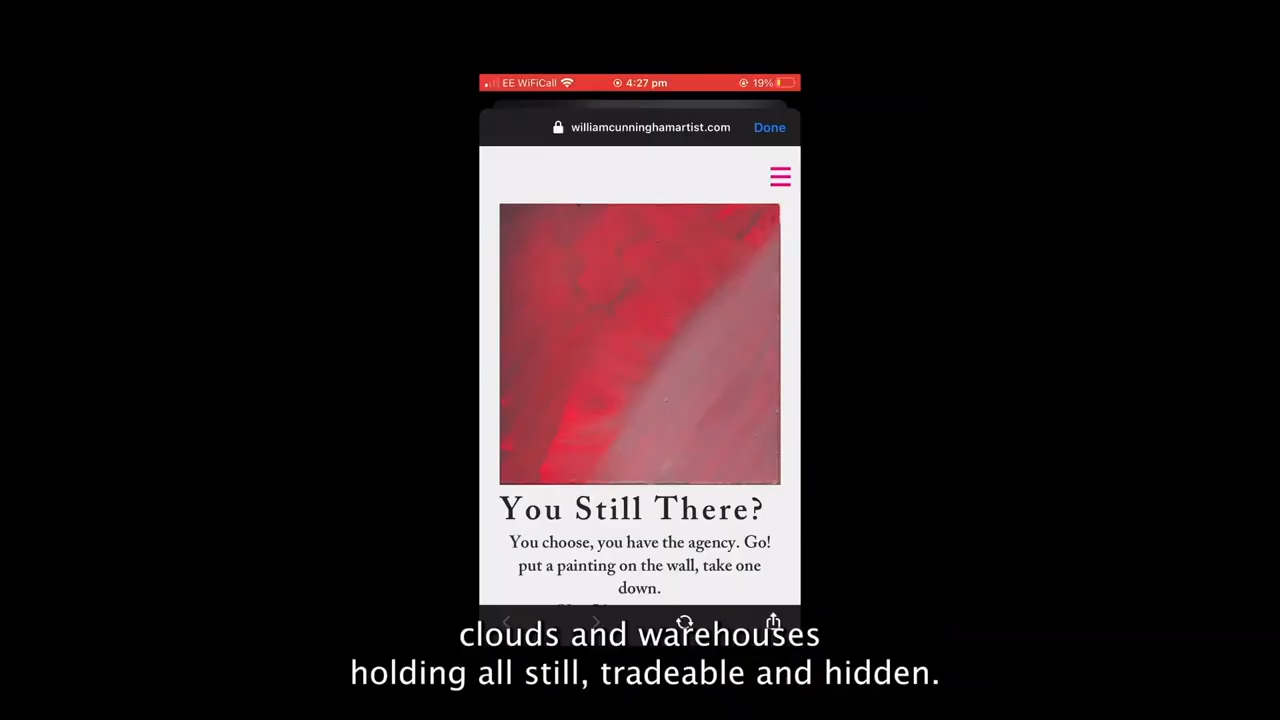 EE WiFiCall 4:27 pm 19%
williamcunninghamartist.com Done
You Still There?
You choose, you have the agency. Go!
put a painting on the wall, take one
down.
clouds and warehouses
holding all still, tradeable and hidden.